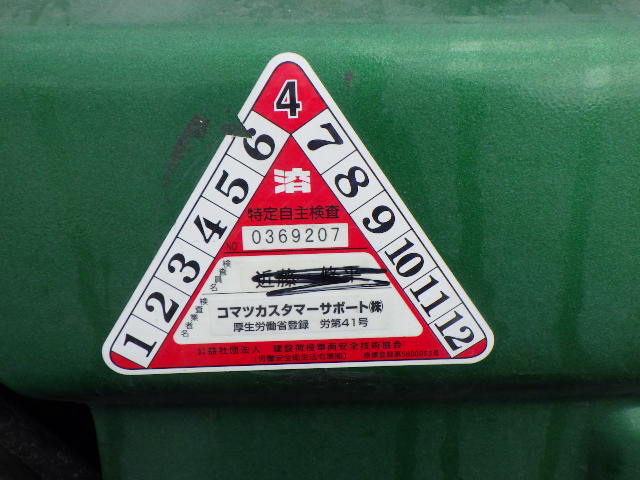 4
6 7
5 8
4 9
3 10
2 11
1 12
済
特定自主検査
NO 0369207
検査員名
検査業者名
コマツカスタマーサポート㈱
厚生労働省登録 労第41号
公益社団法人 建設荷役車両安全技術協会